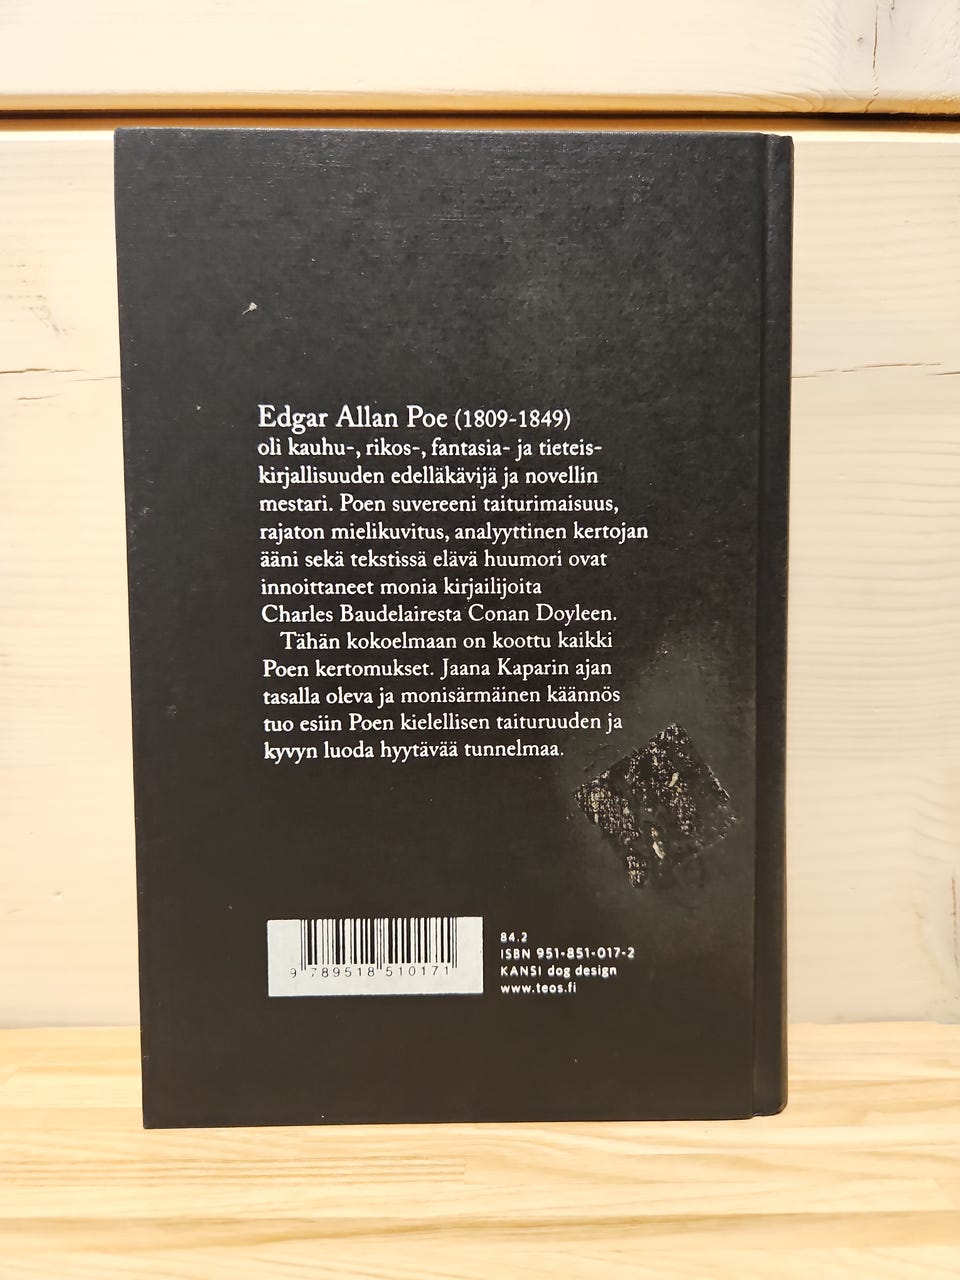 Edgar Allan Poe (1809-1849)
oli kauhu-, rikos-, fantasia- ja tieteis-
kirjallisuuden edelläkävijä ja novellin
mestari. Poen suvereeni taiturimaisuus,
rajaton mielikuvitus, analyyttinen kertojan
ääni sekä tekstissä elävä huumori ovat
innoittaneet monia kirjailijoita
Charles Baudelairesta Conan Doyleen.
Tähän kokoelmaan on koottu kaikki
Poen kertomukset. Jaana Kaparin ajan
tasalla oleva ja monisärmäinen käännös
tuo esiin Poen kielellisen taituruuden ja
kyvyn luoda hyytävää tunnelmaa.
9 789518 510171
84.2
ISBN 951-851-017-2
KANSI dog design
www.teos.fi